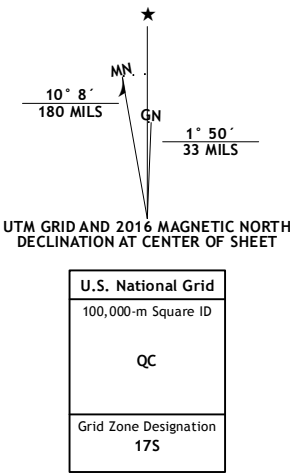 ★
MN
10° 8´
180 MILS
GN
1° 50´
33 MILS
UTM GRID AND 2016 MAGNETIC NORTH
DECLINATION AT CENTER OF SHEET
U.S. National Grid
100,000-m Square ID
QC
Grid Zone Designation
17S